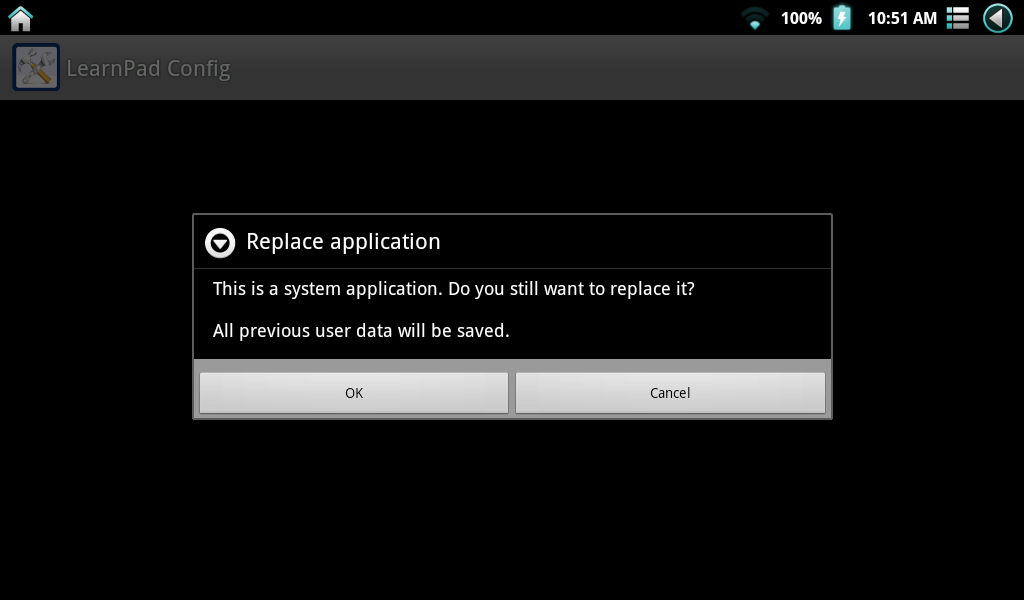 100% 10:51 AM
LearnPad Config
Replace application
This is a system application. Do you still want to replace it?
All previous user data will be saved.
OK Cancel